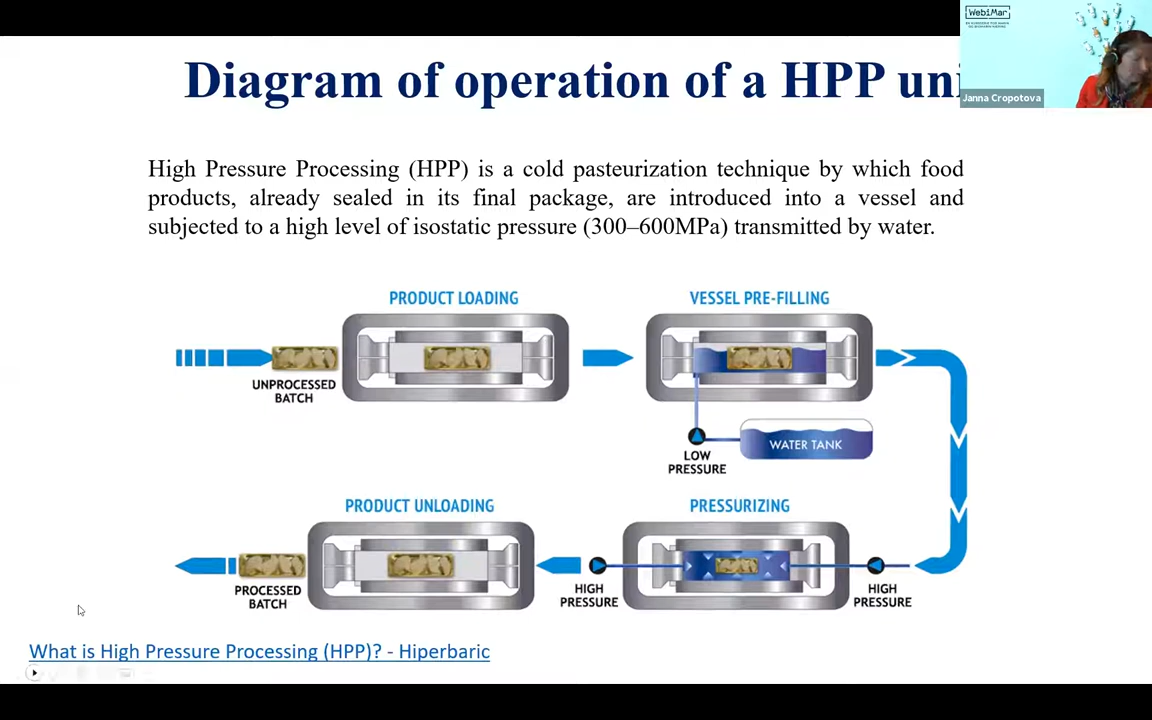 WebiMar
Diagram of operation of a HPP uni
Janna Cropotova
High Pressure Processing (HPP) is a cold pasteurization technique by which food
products, already sealed in its final package, are introduced into a vessel and
subjected to a high level of isostatic pressure (300–600MPa) transmitted by water.
PRODUCT LOADING
VESSEL PRE-FILLING
UNPROCESSED
BATCH
WATER TANK
LOW
PRESSURE
PRODUCT UNLOADING
PRESSURIZING
PROCESSED
BATCH
HIGH
PRESSURE
HIGH
PRESSURE
What is High Pressure Processing (HPP)? - Hiperbaric